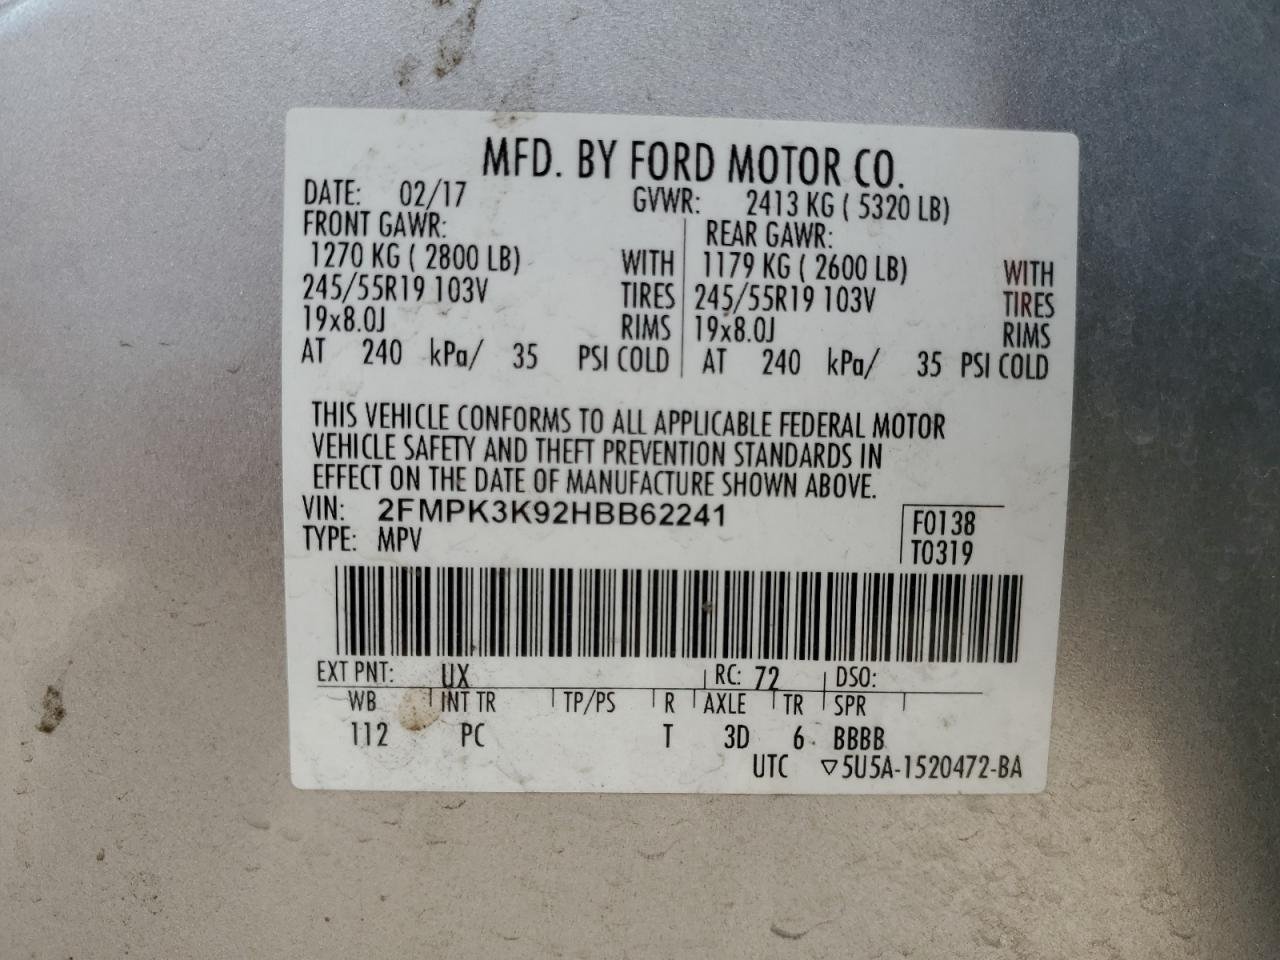 MFD. BY FORD MOTOR CO.
DATE: 02/17 GVWR: 2413 KG ( 5320 LB)
FRONT GAWR: REAR GAWR:
1270 KG ( 2800 LB) WITH 1179 KG ( 2600 LB) WITH
245/55R19 103V TIRES 245/55R19 103V TIRES
19x8.0J RIMS 19x8.0J RIMS
AT 240 kPa/ 35 PSI COLD AT 240 kPa/ 35 PSI COLD
THIS VEHICLE CONFORMS TO ALL APPLICABLE FEDERAL MOTOR
VEHICLE SAFETY AND THEFT PREVENTION STANDARDS IN
EFFECT ON THE DATE OF MANUFACTURE SHOWN ABOVE.
VIN: 2FMPK3K92HBB62241 F0138
TYPE: MPV T0319
EXT PNT: UX RC: 72 DSO:
WB INT TR TP/PS R AXLE TR SPR
112 PC T 3D 6 BBBB
UTC ▽5U5A-1520472-BA